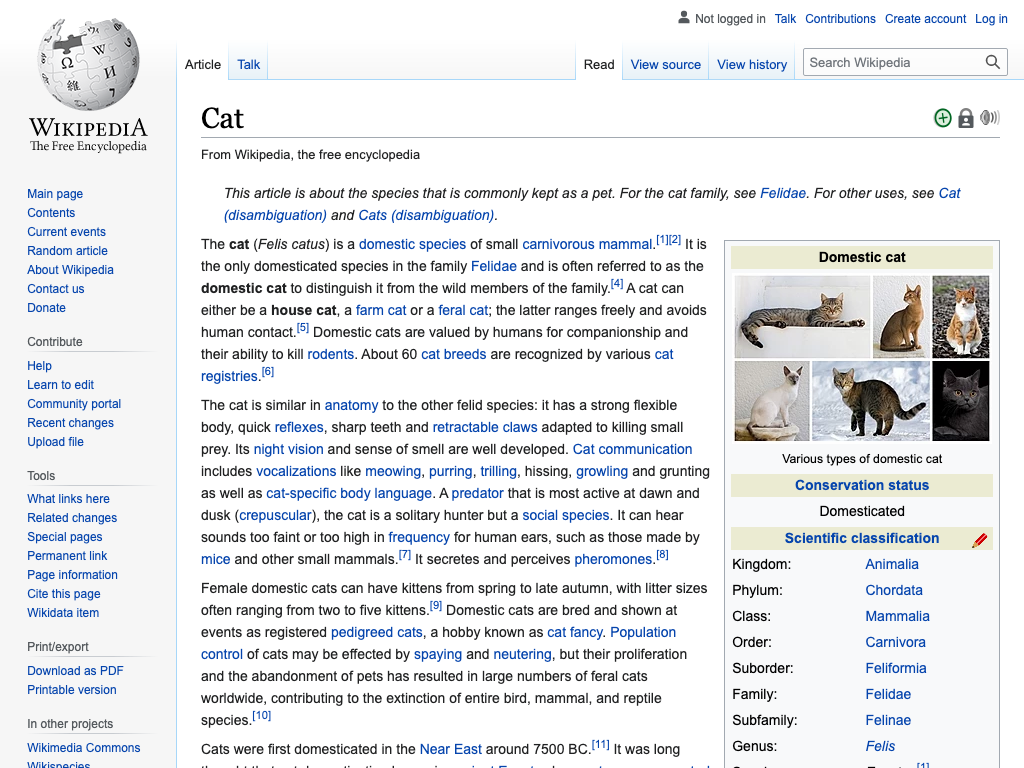 Not logged in Talk Contributions Create account Log in
Article Talk Read View source View history Search Wikipedia
WIKIPEDIA
The Free Encyclopedia
Main page
Contents
Current events
Random article
About Wikipedia
Contact us
Donate
Contribute
Help
Learn to edit
Community portal
Recent changes
Upload file
Tools
What links here
Related changes
Special pages
Permanent link
Page information
Cite this page
Wikidata item
Print/export
Download as PDF
Printable version
In other projects
Wikimedia Commons
Wikispecies
Cat
From Wikipedia, the free encyclopedia
This article is about the species that is commonly kept as a pet. For the cat family, see Felidae. For other uses, see Cat
(disambiguation) and Cats (disambiguation).
The cat (Felis catus) is a domestic species of small carnivorous mammal.[1][2] It is
the only domesticated species in the family Felidae and is often referred to as the
domestic cat to distinguish it from the wild members of the family.[4] A cat can
either be a house cat, a farm cat or a feral cat; the latter ranges freely and avoids
human contact.[5] Domestic cats are valued by humans for companionship and
their ability to kill rodents. About 60 cat breeds are recognized by various cat
registries.[6]
The cat is similar in anatomy to the other felid species: it has a strong flexible
body, quick reflexes, sharp teeth and retractable claws adapted to killing small
prey. Its night vision and sense of smell are well developed. Cat communication
includes vocalizations like meowing, purring, trilling, hissing, growling and grunting
as well as cat-specific body language. A predator that is most active at dawn and
dusk (crepuscular), the cat is a solitary hunter but a social species. It can hear
sounds too faint or too high in frequency for human ears, such as those made by
mice and other small mammals.[7] It secretes and perceives pheromones.[8]
Female domestic cats can have kittens from spring to late autumn, with litter sizes
often ranging from two to five kittens.[9] Domestic cats are bred and shown at
events as registered pedigreed cats, a hobby known as cat fancy. Population
control of cats may be effected by spaying and neutering, but their proliferation
and the abandonment of pets has resulted in large numbers of feral cats
worldwide, contributing to the extinction of entire bird, mammal, and reptile
species.[10]
Cats were first domesticated in the Near East around 7500 BC.[11] It was long
Domestic cat
Various types of domestic cat
Conservation status
Domesticated
Scientific classification
Kingdom: Animalia
Phylum: Chordata
Class: Mammalia
Order: Carnivora
Suborder: Feliformia
Family: Felidae
Subfamily: Felinae
Genus: Felis